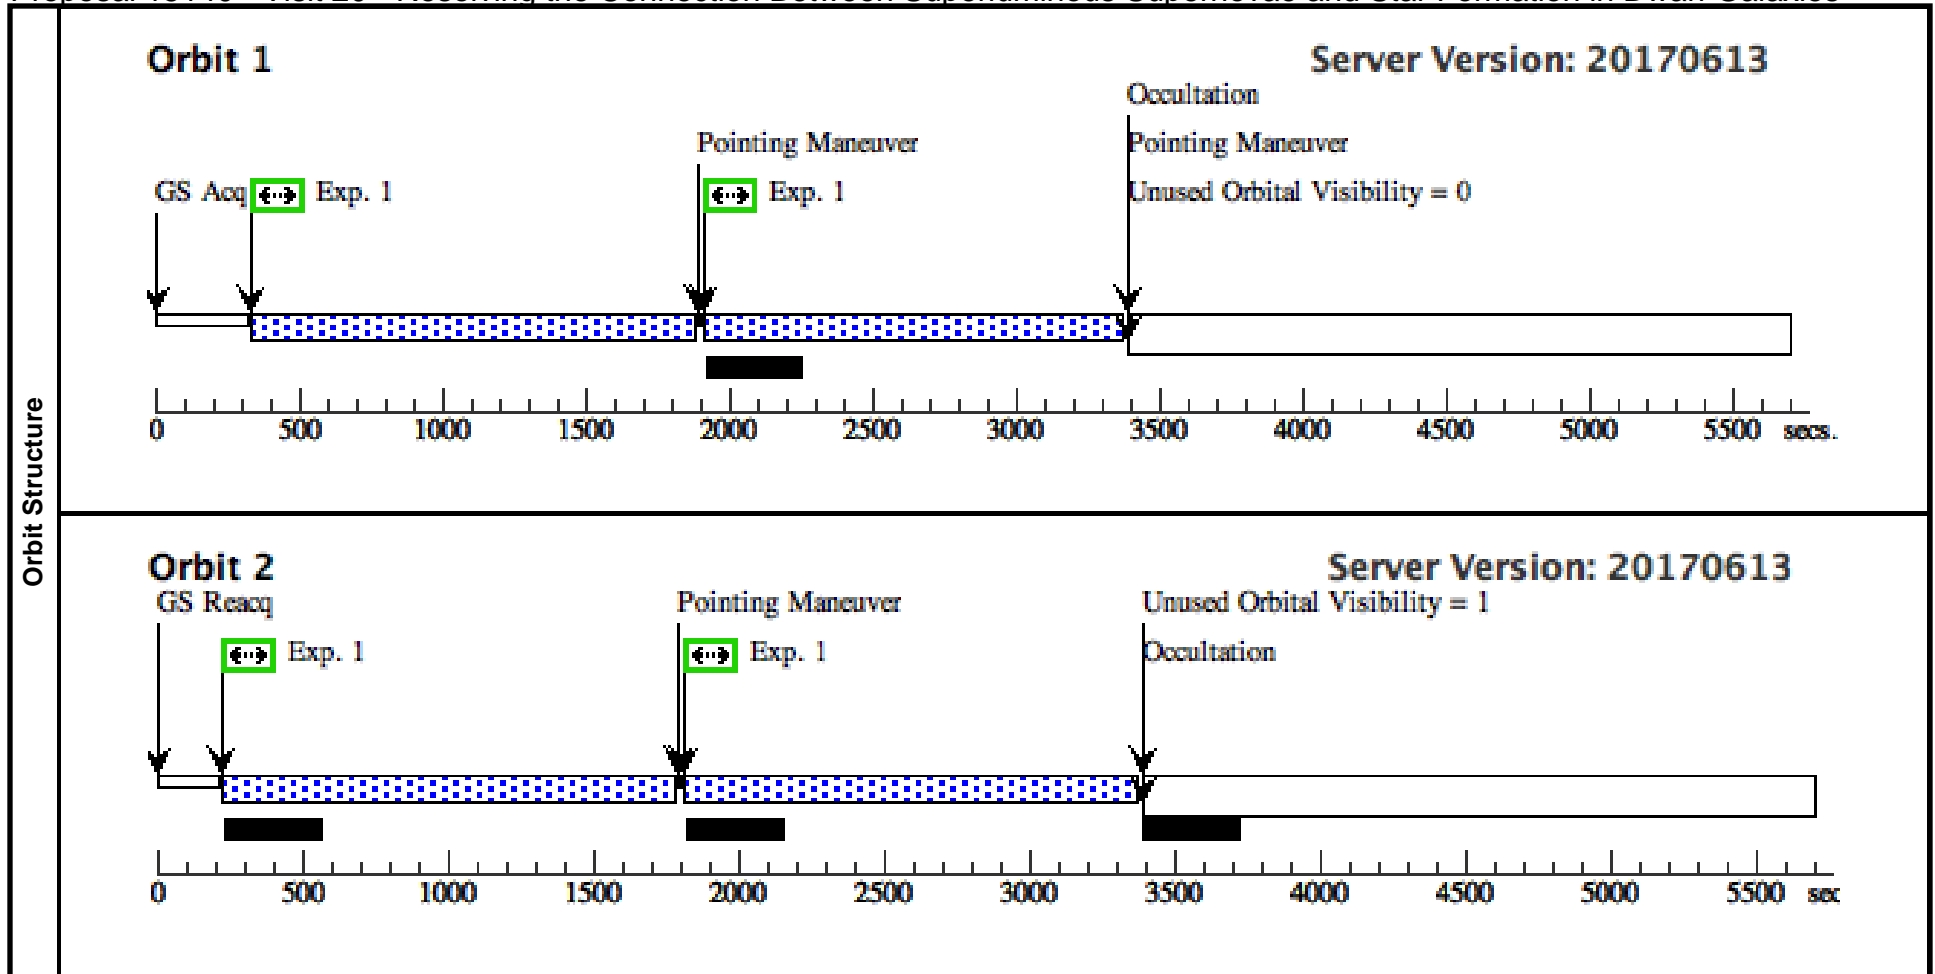 Orbit Structure
Orbit 1
Server Version: 20170613
Occultation
Pointing Maneuver
Pointing Maneuver
GS Acq
Exp. 1
Exp. 1
Unused Orbital Visibility = 0
0 500 1000 1500 2000 2500 3000 3500 4000 4500 5000 5500 secs.
Orbit 2
Server Version: 20170613
GS Reacq
Pointing Maneuver
Unused Orbital Visibility = 1
Exp. 1
Exp. 1
Occultation
0 500 1000 1500 2000 2500 3000 3500 4000 4500 5000 5500 sec